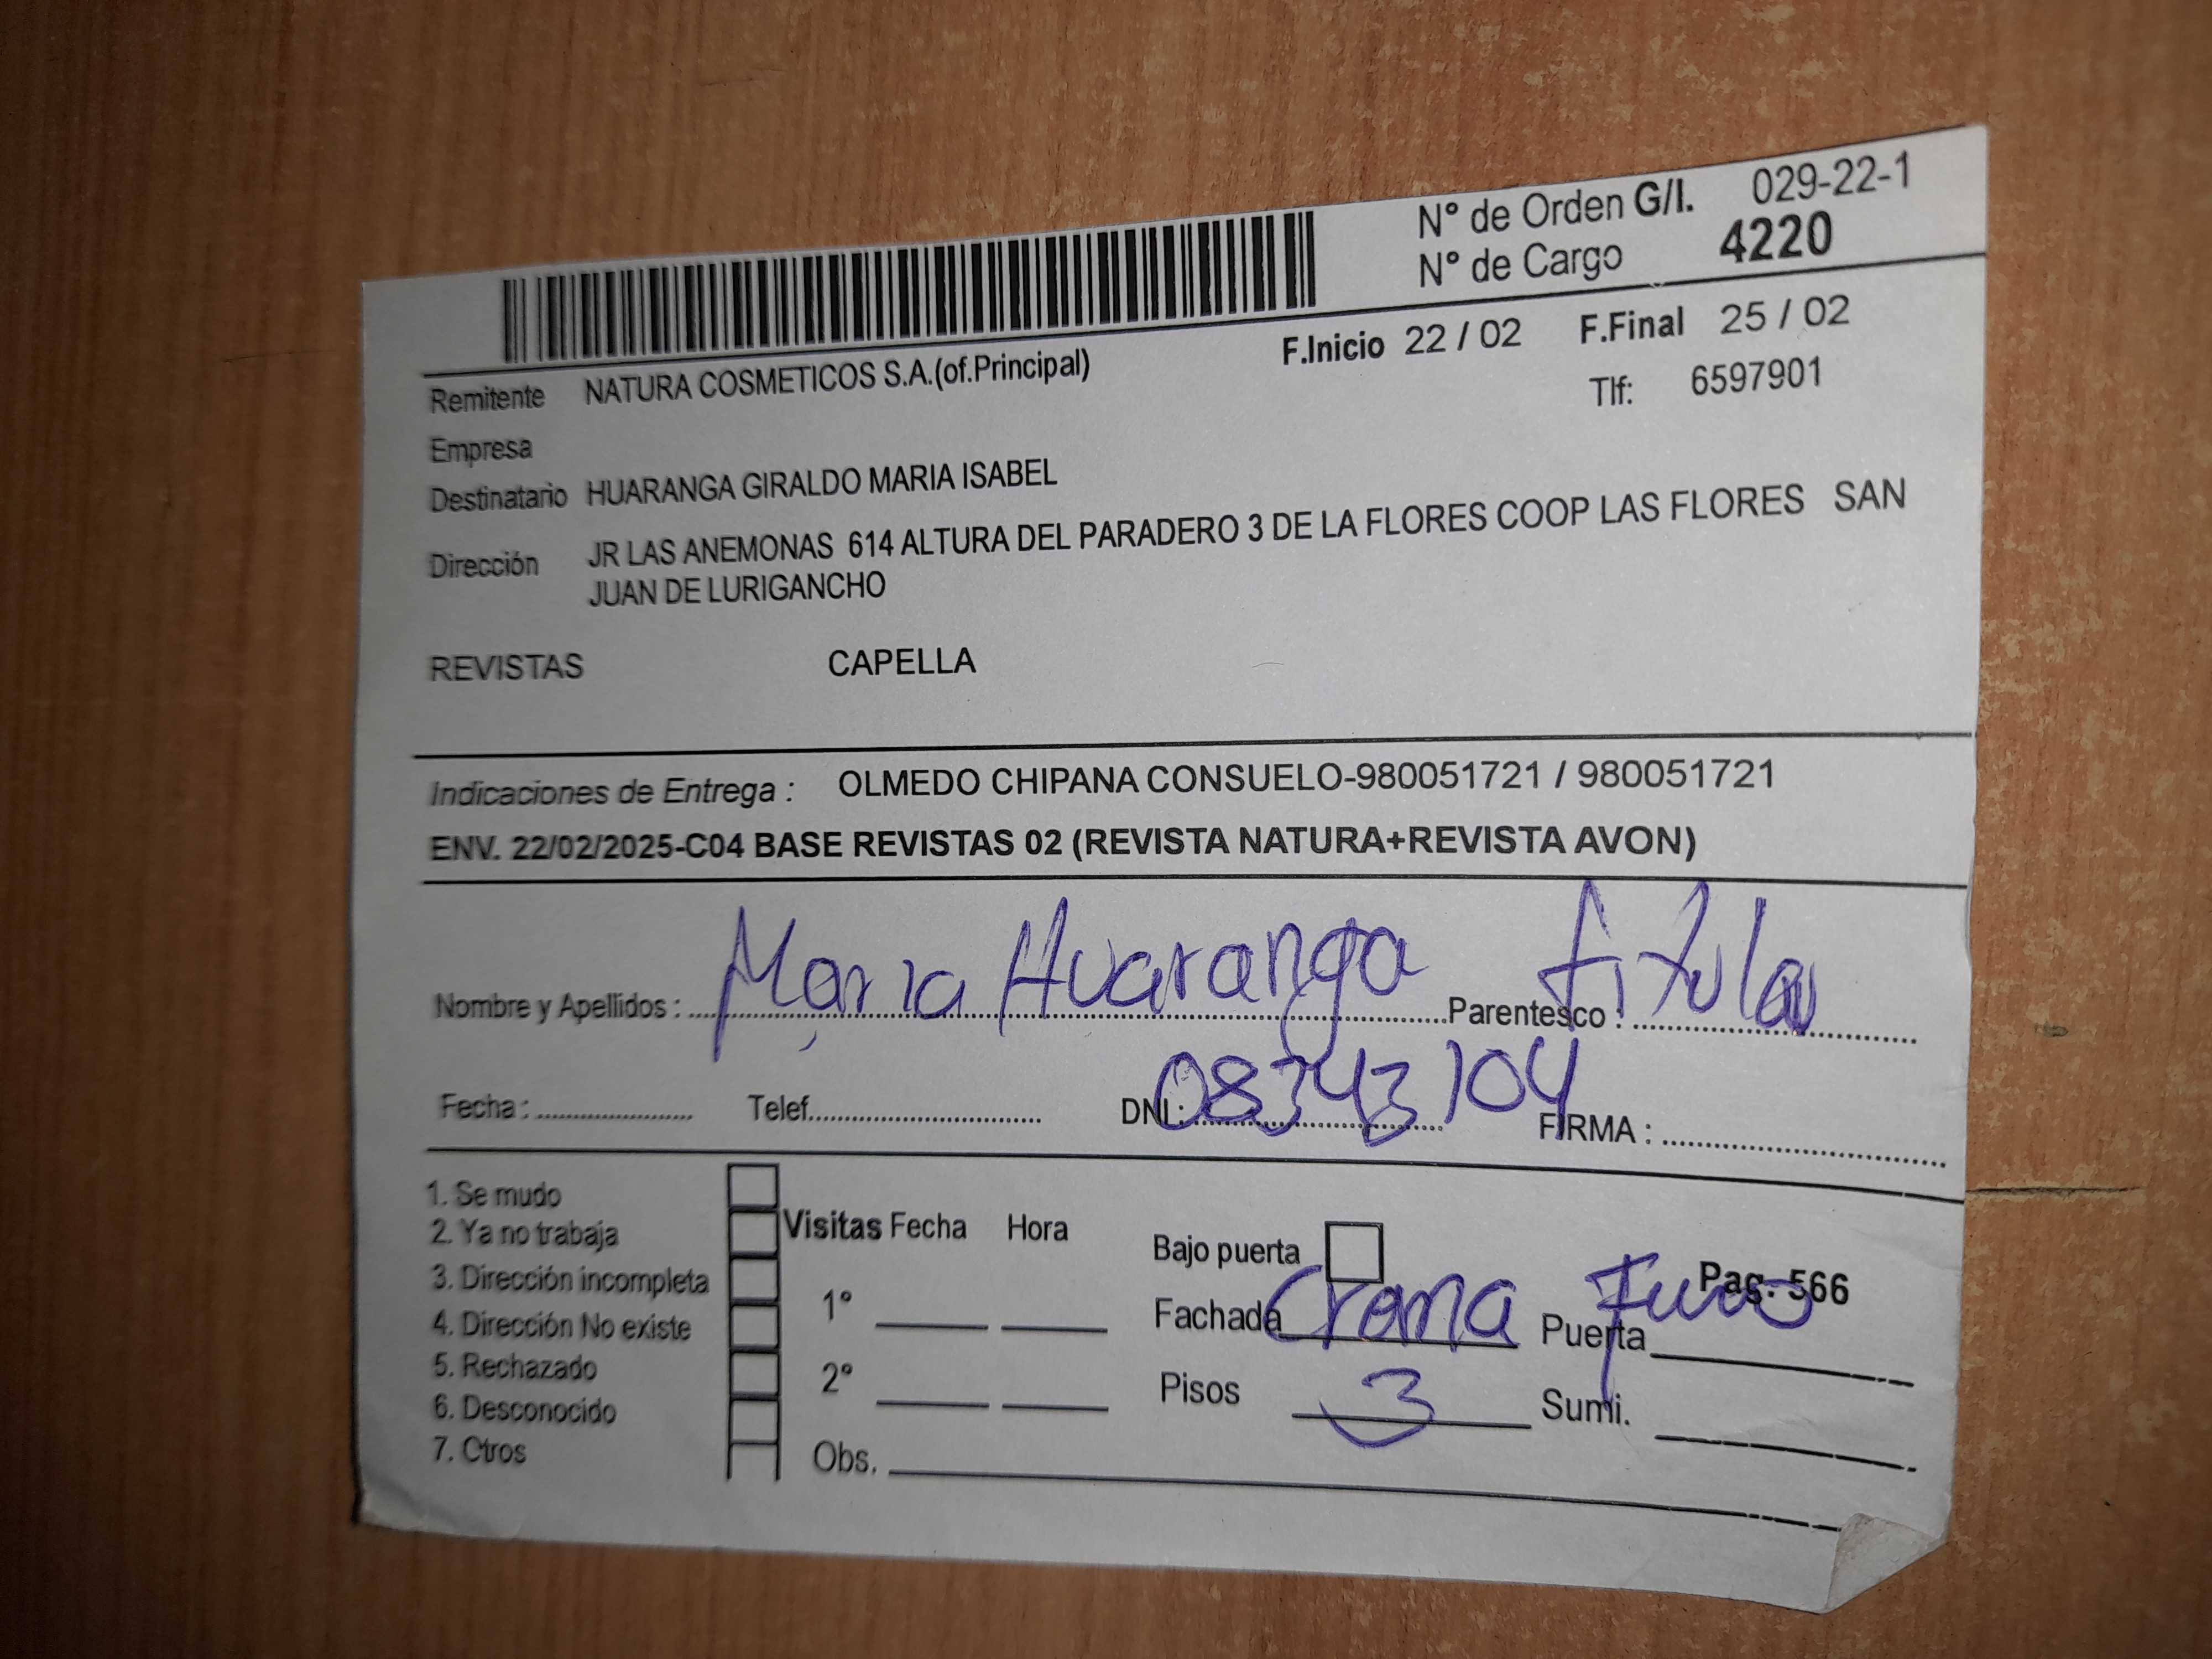 N° de Orden G/I. 029-22-1
N° de Cargo 4220
F.Inicio 22 / 02 F.Final 25 / 02
Remitente NATURA COSMETICOS S.A.(of.Principal) Tlf: 6597901
Empresa
Destinatario HUARANGA GIRALDO MARIA ISABEL
Dirección JR LAS ANEMONAS 614 ALTURA DEL PARADERO 3 DE LA FLORES COOP LAS FLORES SAN
JUAN DE LURIGANCHO
REVISTAS CAPELLA
Indicaciones de Entrega : OLMEDO CHIPANA CONSUELO-980051721 / 980051721
ENV. 22/02/2025-C04 BASE REVISTAS 02 (REVISTA NATURA+REVISTA AVON)
Nombre y Apellidos : Maria Huaranga Parentesco : titular
Fecha : Telef. DNI: 08343104 FIRMA :
1. Se mudo
2. Ya no trabaja
3. Dirección incompleta
4. Dirección No existe
5. Rechazado
6. Desconocido
7. Otros
Visitas Fecha Hora
1°
2°
Obs.
Bajo puerta Pag. 566
Fachada Crema Puerta
Pisos 3 Sumi.